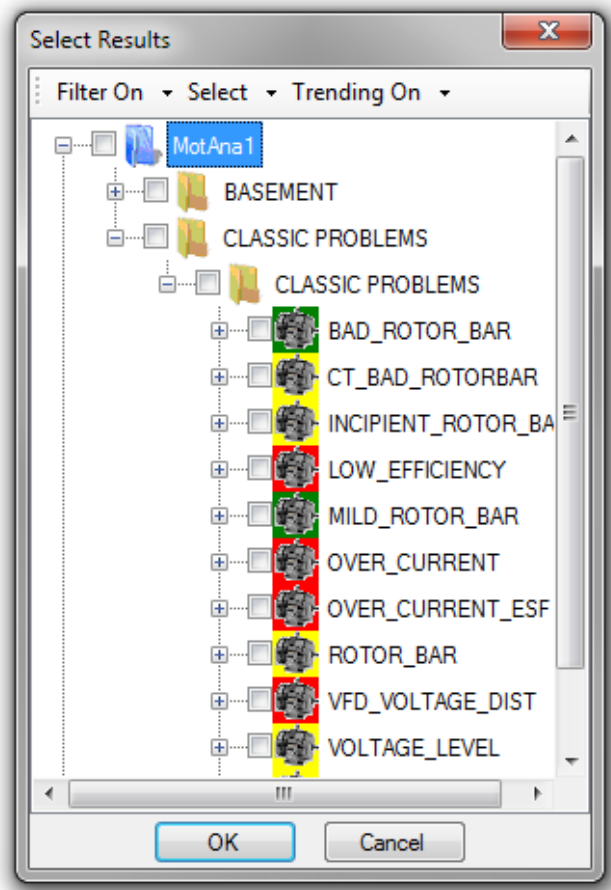 Select Results
Filter On Select Trending On
MotAna1
BASEMENT
CLASSIC PROBLEMS
CLASSIC PROBLEMS
BAD_ROTOR_BAR
CT_BAD_ROTORBAR
INCIPIENT_ROTOR_BA
LOW_EFFICIENCY
MILD_ROTOR_BAR
OVER_CURRENT
OVER_CURRENT_ESF
ROTOR_BAR
VFD_VOLTAGE_DIST
VOLTAGE_LEVEL
OK Cancel